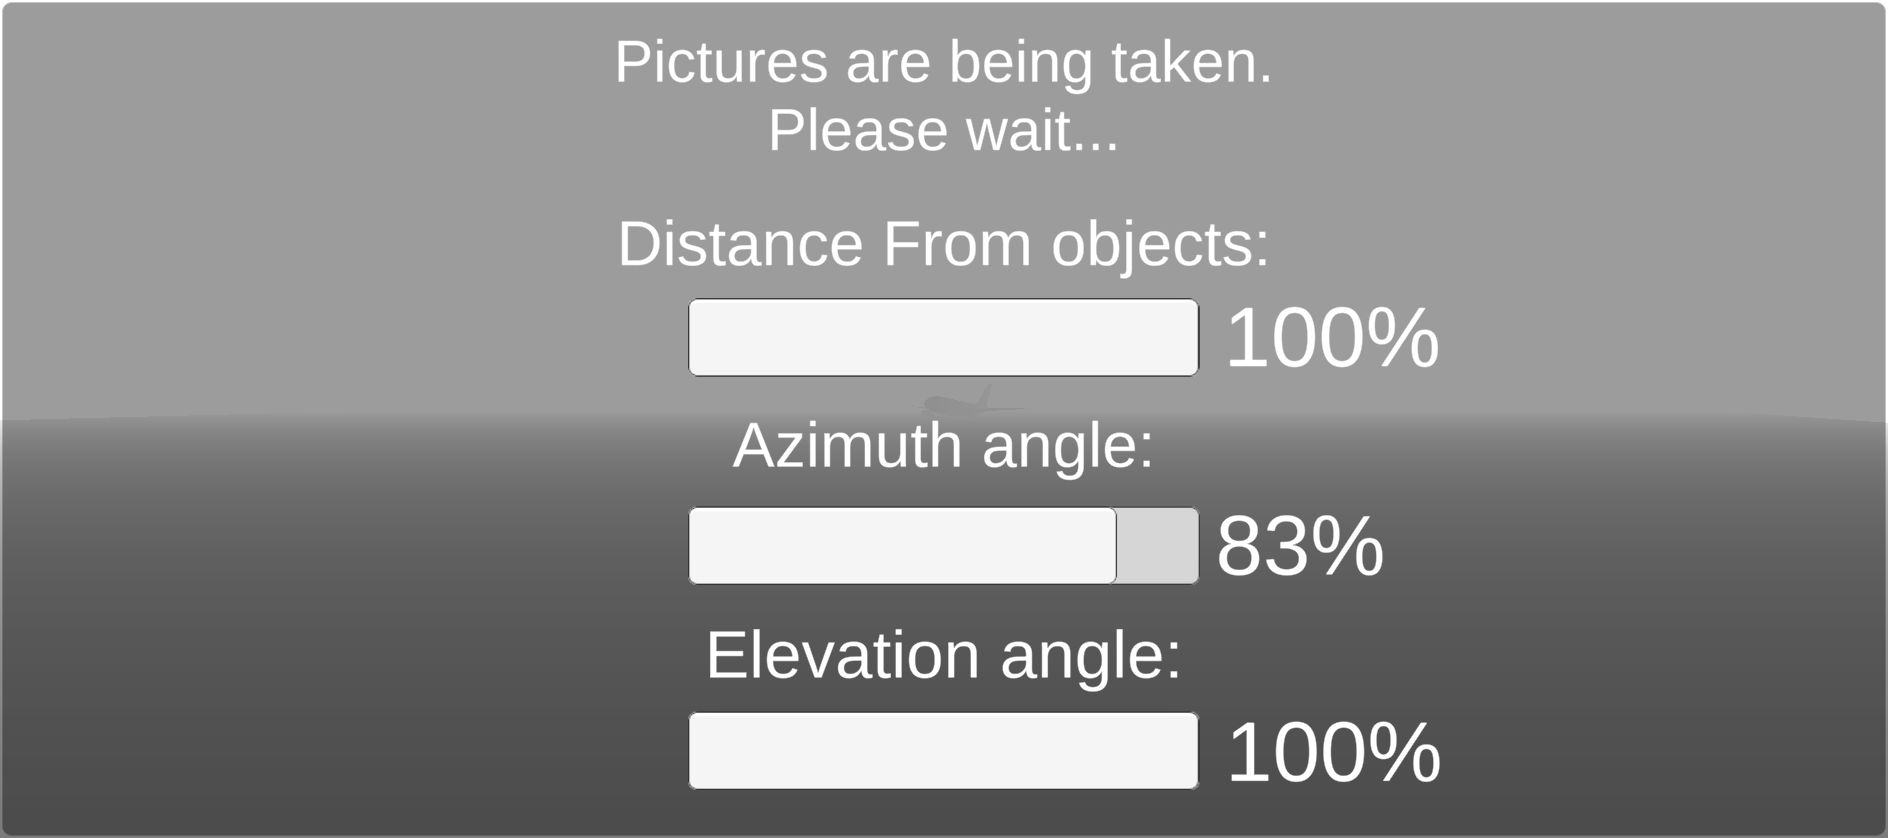 Pictures are being taken.
Please wait...
Distance From objects:
100%
Azimuth angle:
83%
Elevation angle:
100%